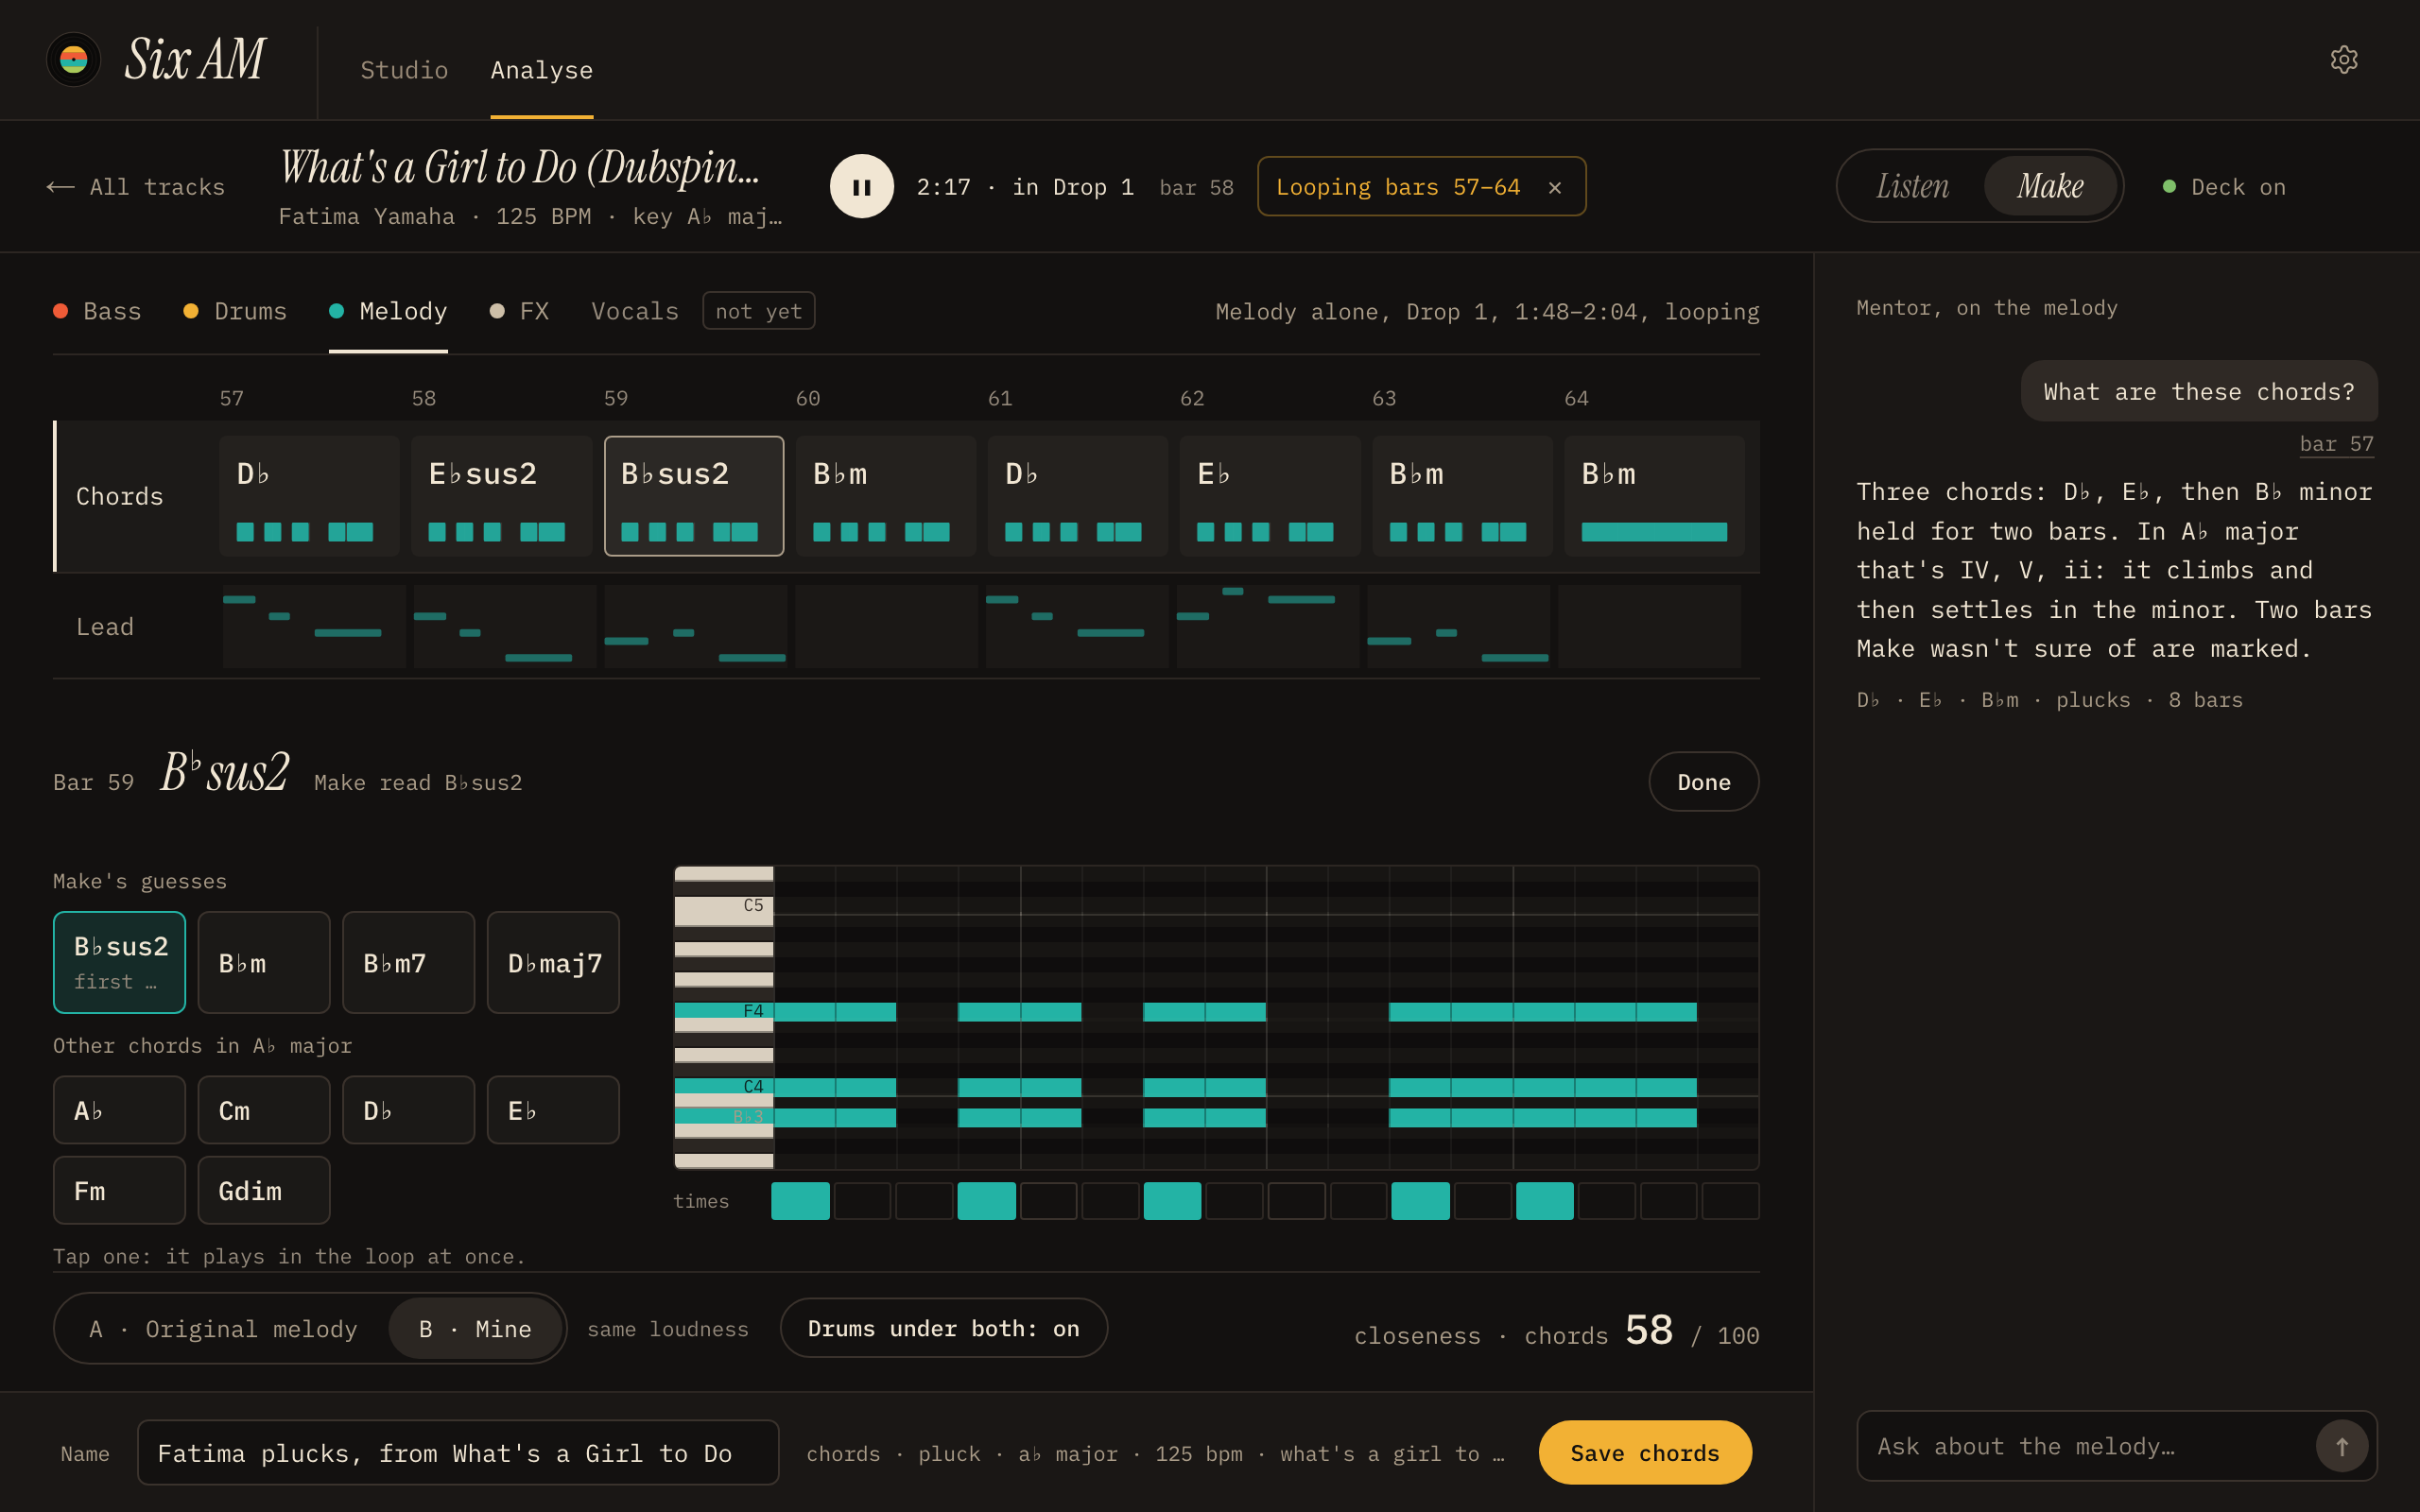 Six AM
Studio
Analyse
← All tracks
What's a Girl to Do (Dubspin…
Fatima Yamaha · 125 BPM · key A♭ maj…
2:17 · in Drop 1
bar 58
Looping bars 57–64 ×
Listen
Make
Deck on
Bass
Drums
Melody
FX
Vocals
not yet
Melody alone, Drop 1, 1:48–2:04, looping
57 58 59 60 61 62 63 64
Chords
D♭
E♭sus2
B♭sus2
B♭m
D♭
E♭
B♭m
B♭m
Lead
Bar 59
B♭sus2
Make read B♭sus2
Done
Make's guesses
B♭sus2
first …
B♭m
B♭m7
D♭maj7
Other chords in A♭ major
A♭
Cm
D♭
E♭
Fm
Gdim
Tap one: it plays in the loop at once.
C5
F4
C4
B♭3
times
A · Original melody
B · Mine
same loudness
Drums under both: on
closeness · chords 58 / 100
Name
Fatima plucks, from What's a Girl to Do
chords · pluck · a♭ major · 125 bpm · what's a girl to …
Save chords
Mentor, on the melody
What are these chords?
bar 57
Three chords: D♭, E♭, then B♭ minor
held for two bars. In A♭ major
that's IV, V, ii: it climbs and
then settles in the minor. Two bars
Make wasn't sure of are marked.
D♭ · E♭ · B♭m · plucks · 8 bars
Ask about the melody…
↑